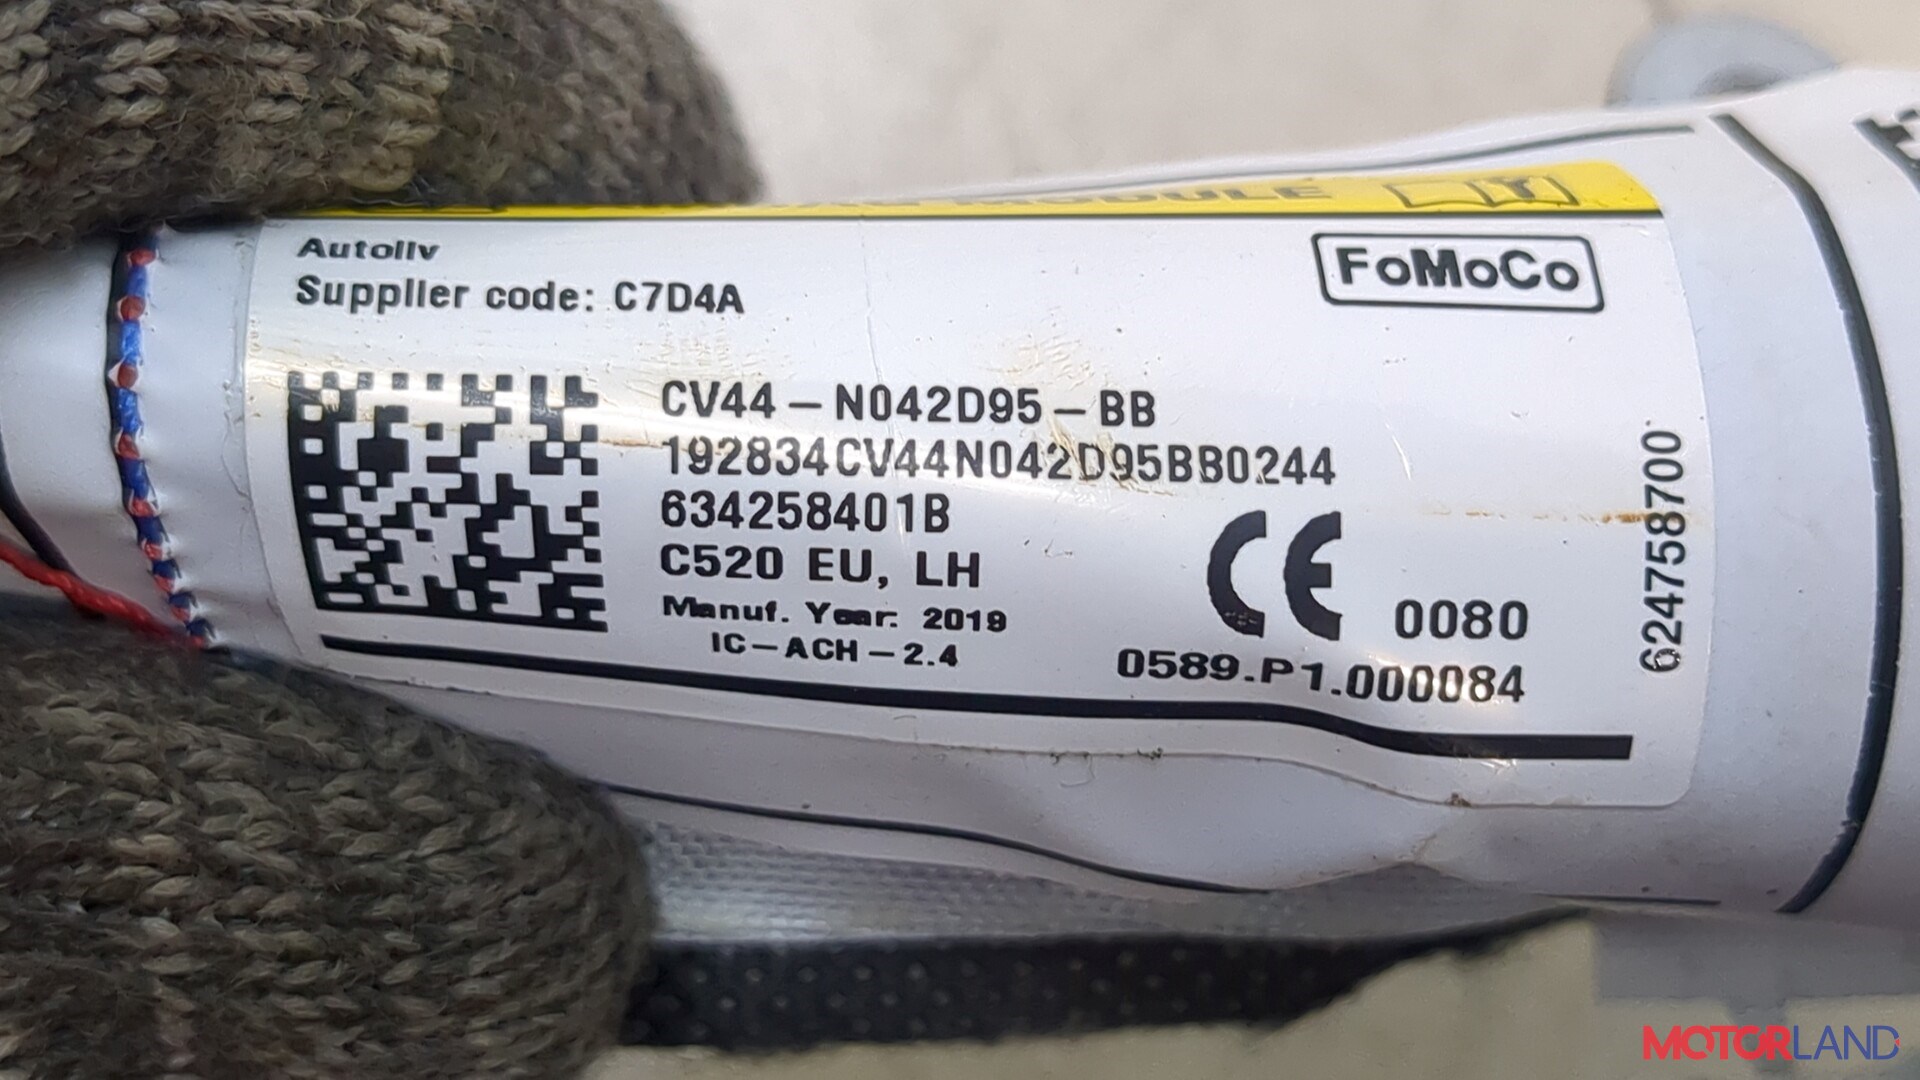 MODULE
Autoliv
Supplier code: C7D4A
FoMoCo
CV44-N042D95-BB
192834CV44N042D95BB0244
634258401B
C520 EU, LH
Manuf. Year: 2019
IC-ACH-2.4
CE 0080
0589.P1.000084
624758700
MOTORLAND